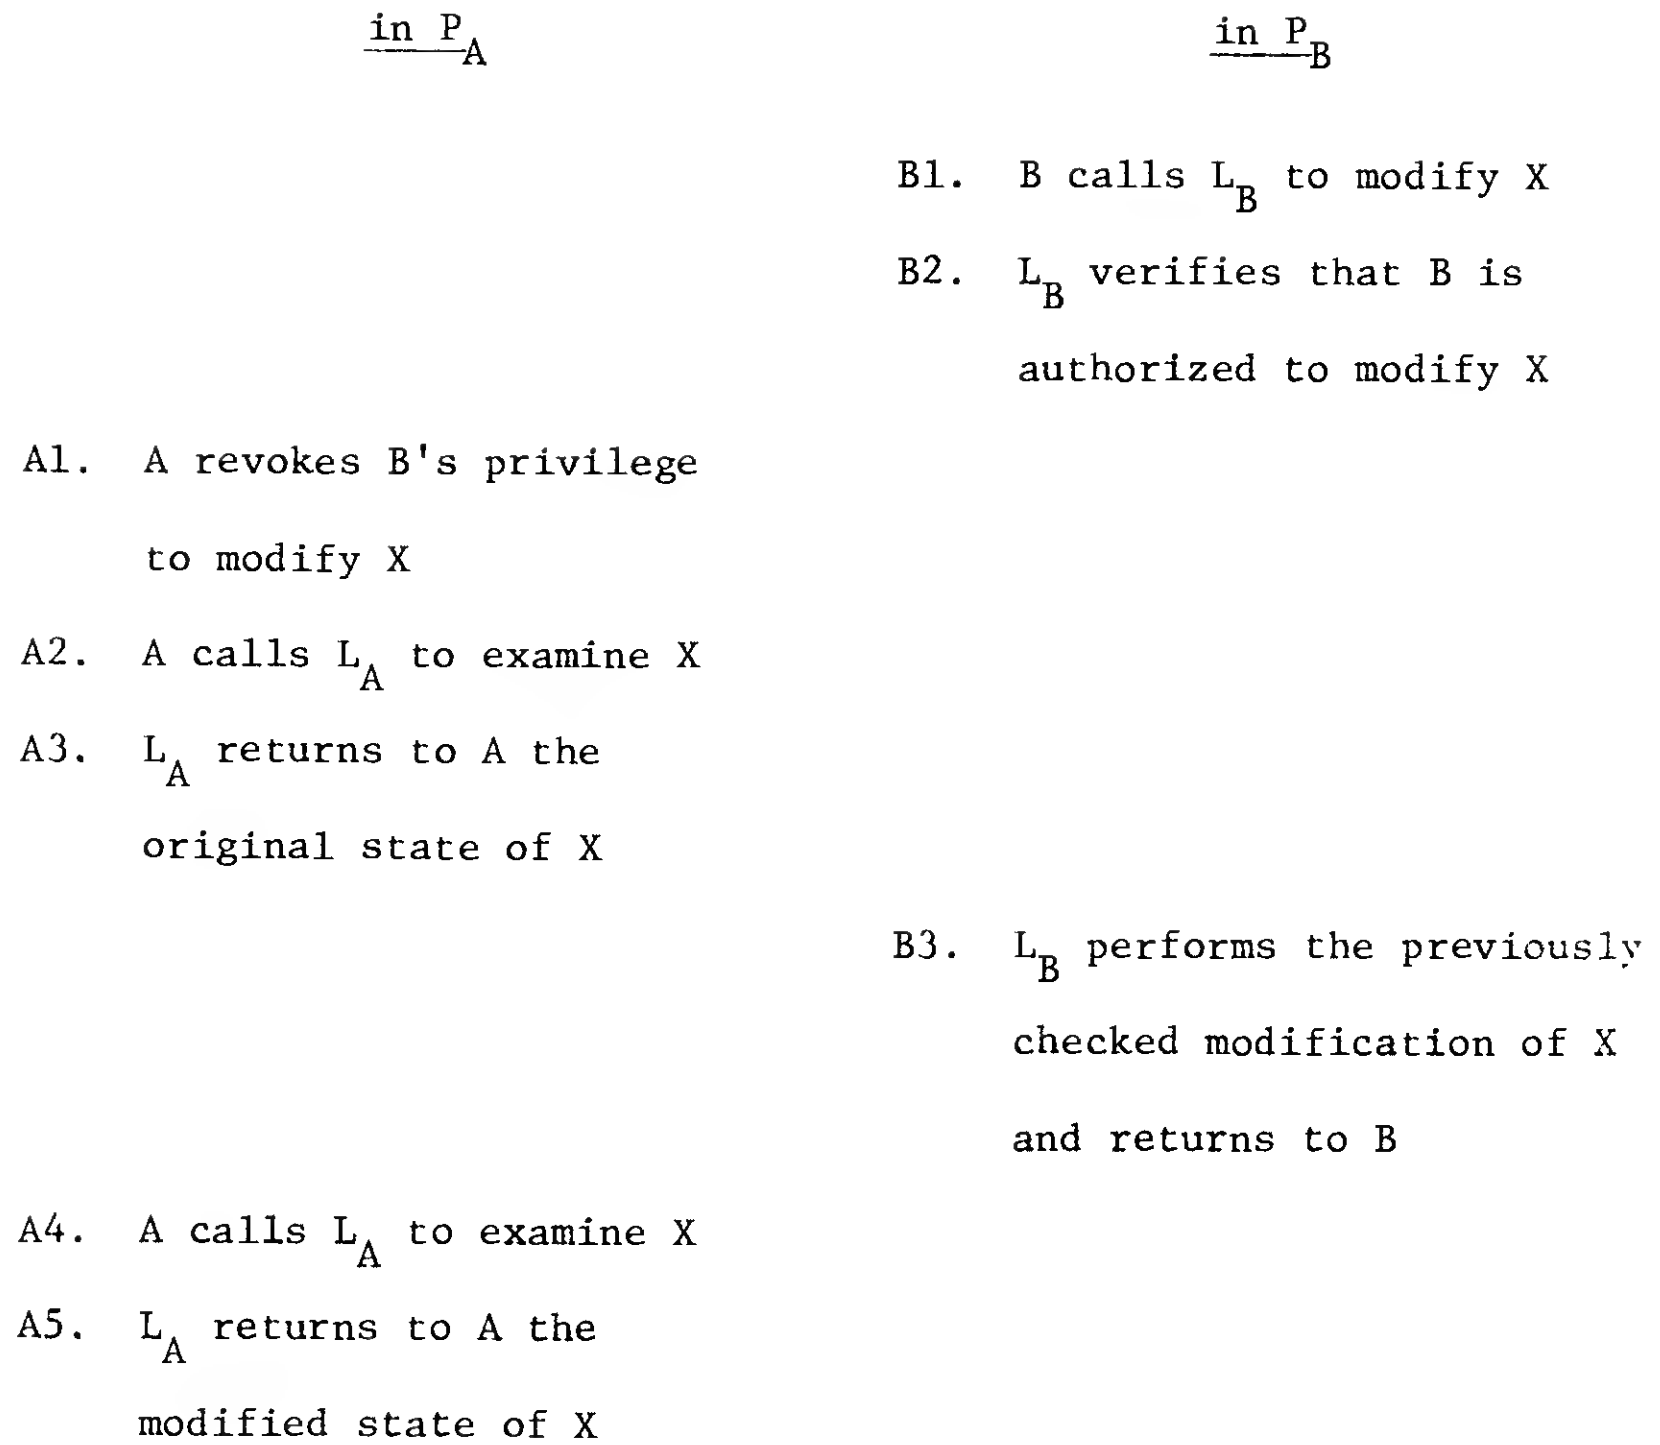 in P_A
in P_B
B1. B calls L_B to modify X
B2. L_B verifies that B is
authorized to modify X
A1. A revokes B's privilege
to modify X
A2. A calls L_A to examine X
A3. L_A returns to A the
original state of X
B3. L_B performs the previously
checked modification of X
and returns to B
A4. A calls L_A to examine X
A5. L_A returns to A the
modified state of X